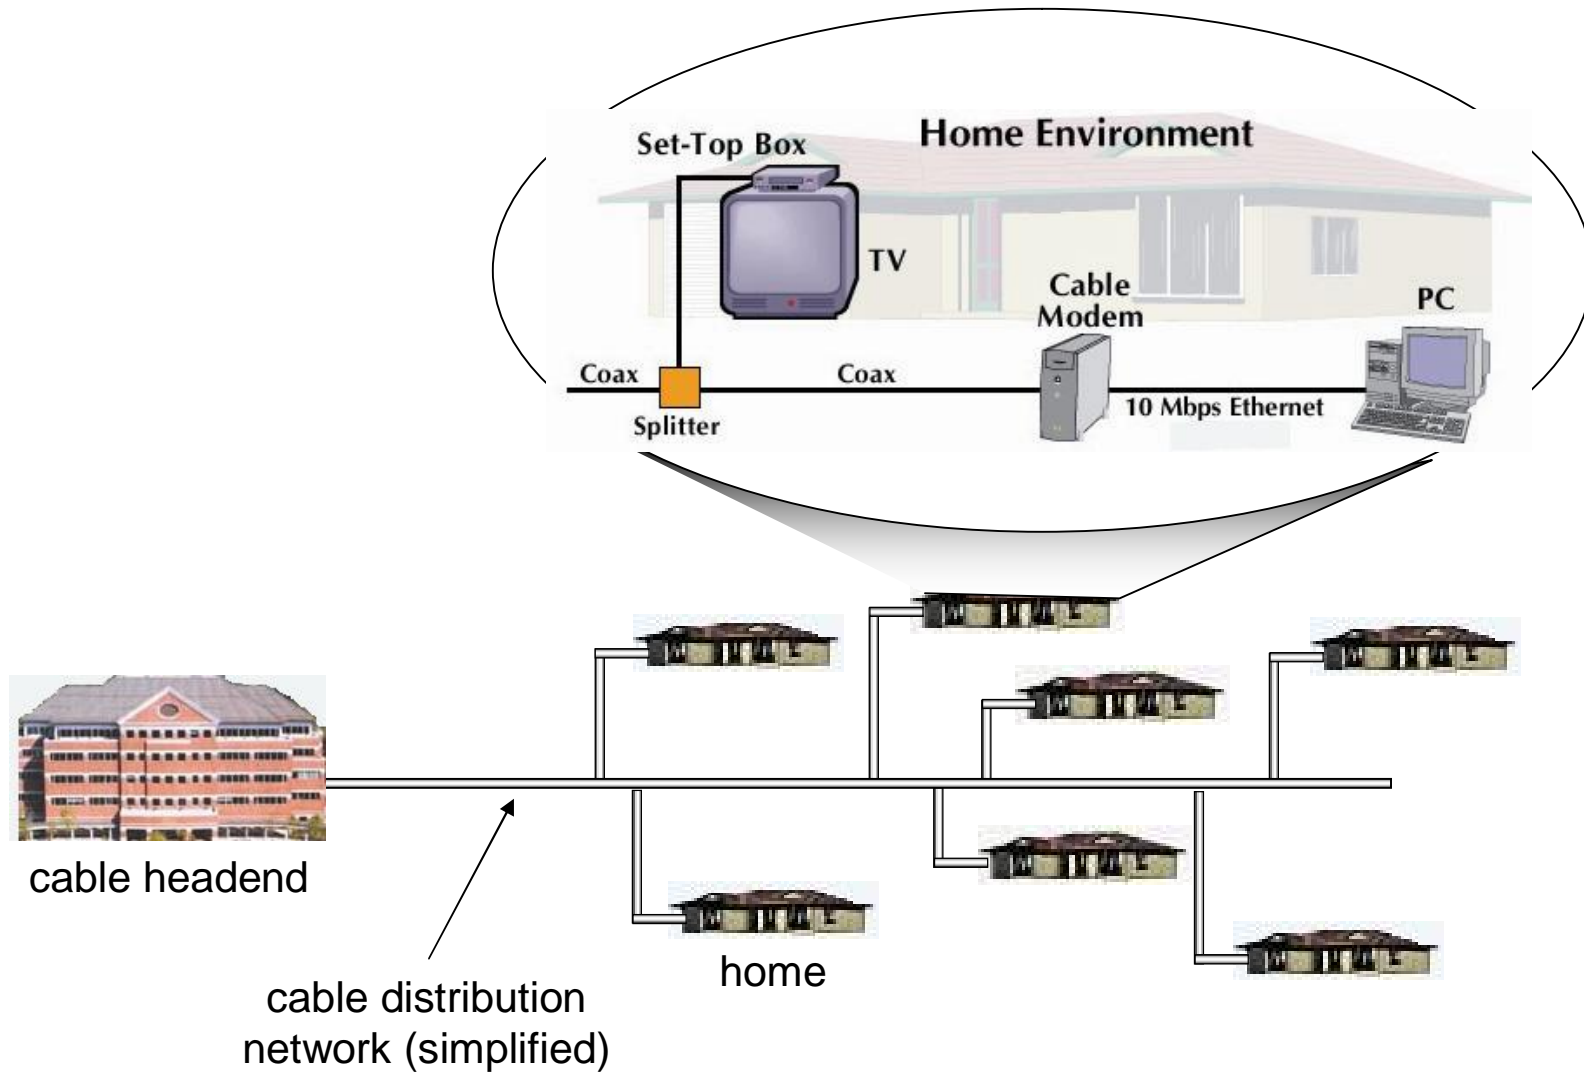 Home Environment
Set-Top Box
TV
Cable
Modem
PC
Coax
Coax
10 Mbps Ethernet
Splitter
cable headend
home
cable distribution
network (simplified)